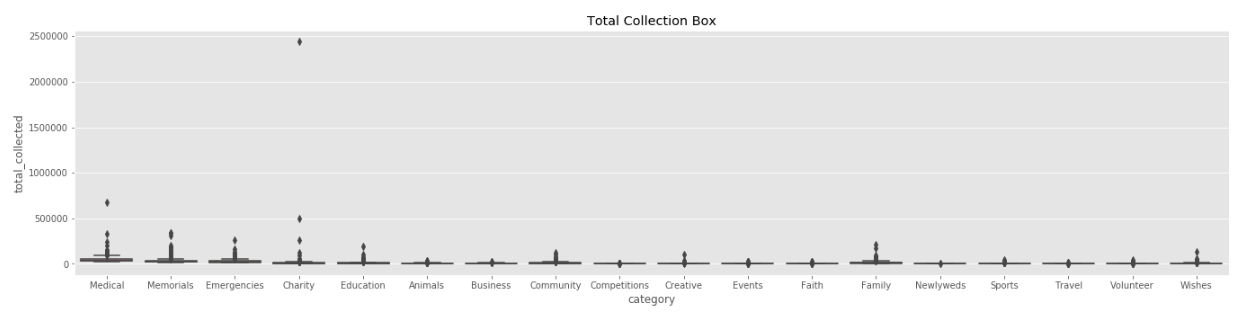 Total Collection Box
2500000
2000000
1500000
1000000
500000
0
total_collected
Medical Memorials Emergencies Charity Education Animals Business Community Competitions Creative Events Faith Family Newlyweds Sports Travel Volunteer Wishes
category